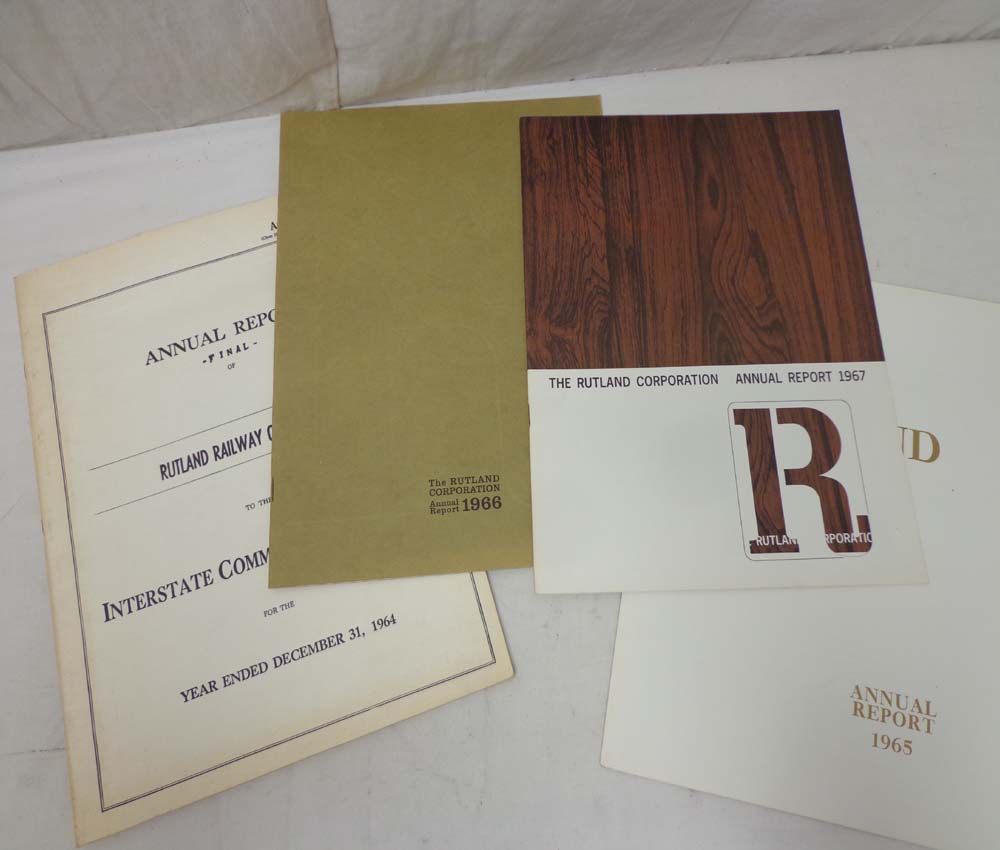 ANNUAL REPO
-FINAL-
OF
RUTLAND RAILWAY C
TO THE
INTERSTATE COMM
FOR THE
YEAR ENDED DECEMBER 31, 1964
The RUTLAND
CORPORATION
Annual
Report 1966
THE RUTLAND CORPORATION ANNUAL REPORT 1967
R
RUTLAN RPORATIO
ND
ANNUAL
REPORT
1965